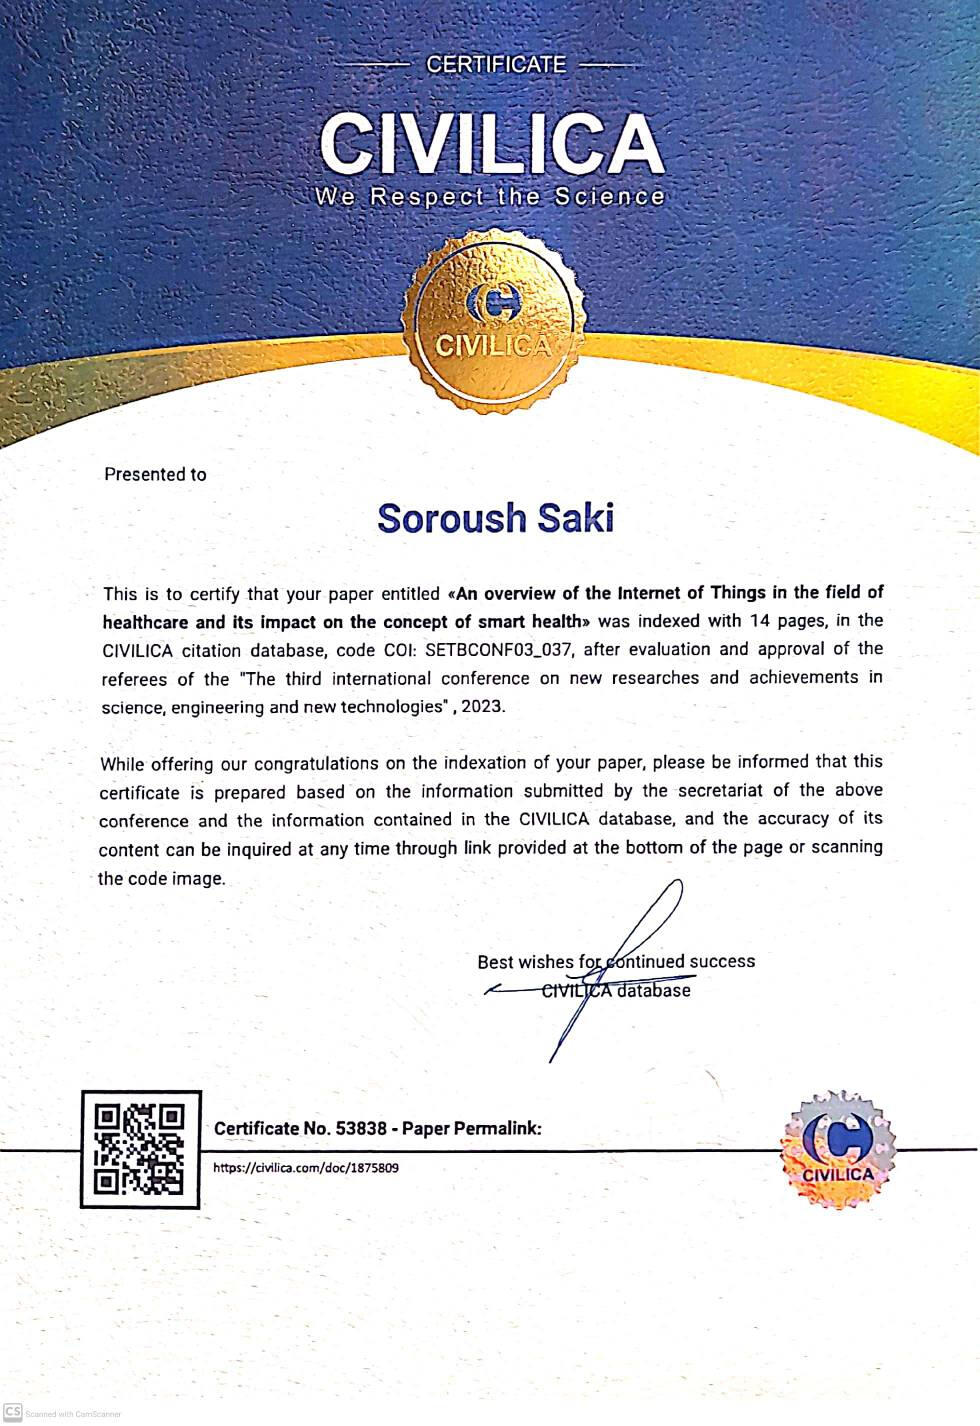 CERTIFICATE
CIVILICA
We Respect the Science
CIVILICA
Presented to
Soroush Saki
This is to certify that your paper entitled «An overview of the Internet of Things in the field of
healthcare and its impact on the concept of smart health» was indexed with 14 pages, in the
CIVILICA citation database, code COI: SETBCONF03_037, after evaluation and approval of the
referees of the "The third international conference on new researches and achievements in
science, engineering and new technologies" , 2023.
While offering our congratulations on the indexation of your paper, please be informed that this
certificate is prepared based on the information submitted by the secretariat of the above
conference and the information contained in the CIVILICA database, and the accuracy of its
content can be inquired at any time through link provided at the bottom of the page or scanning
the code image.
Best wishes for continued success
CIVILICA database
Certificate No. 53838 - Paper Permalink:
https://civilica.com/doc/1875809
CIVILICA
CS Scanned with CamScanner